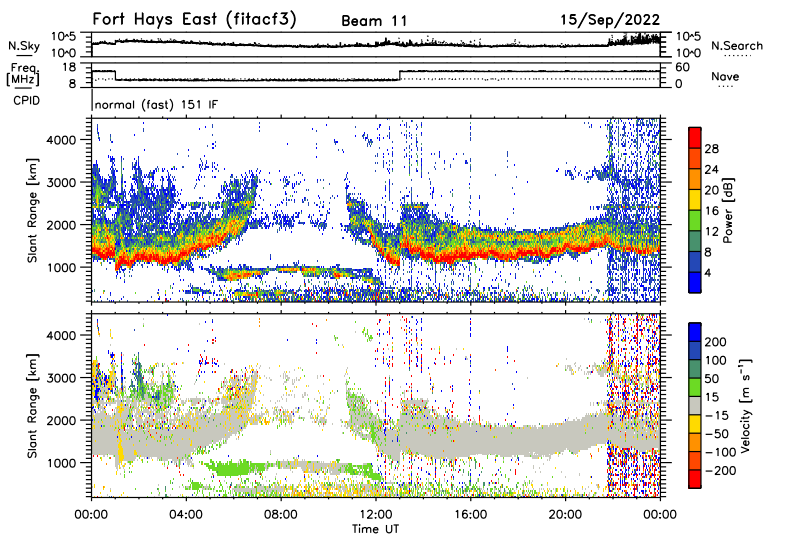 Fort Hays East (fitacf3) Beam 11 15/Sep/2022
N.Sky 10^5 10^0 10^5 10^0 N.Search
Freq. [MHz] 18 8 60 0 Nave
CPID normal (fast) 151 IF
Slant Range [km] 4000 3000 2000 1000
Power [dB] 28 24 20 16 12 8 4
Slant Range [km] 4000 3000 2000 1000
Velocity [m s⁻¹] 200 100 50 15 −15 −50 −100 −200
00:00 04:00 08:00 12:00 16:00 20:00 00:00
Time UT